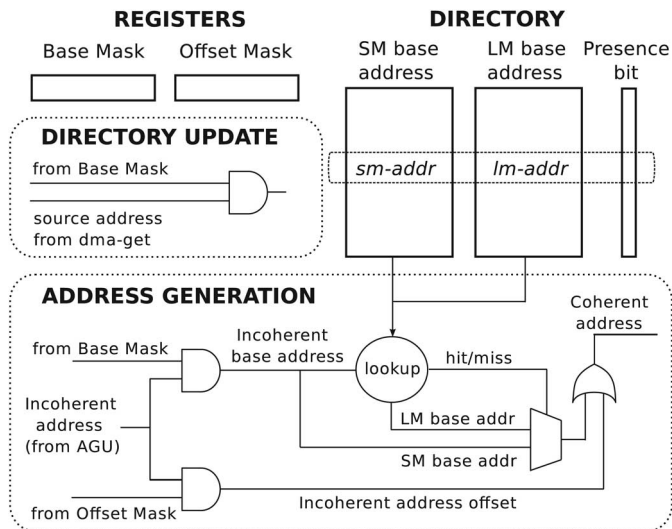 REGISTERS
Base Mask
Offset Mask
DIRECTORY
SM base
address
LM base
address
Presence
bit
sm-addr
lm-addr
DIRECTORY UPDATE
from Base Mask
source address
from dma-get
ADDRESS GENERATION
from Base Mask
Incoherent
address
(from AGU)
from Offset Mask
Incoherent
base address
lookup
hit/miss
LM base addr
SM base addr
Incoherent address offset
Coherent
address